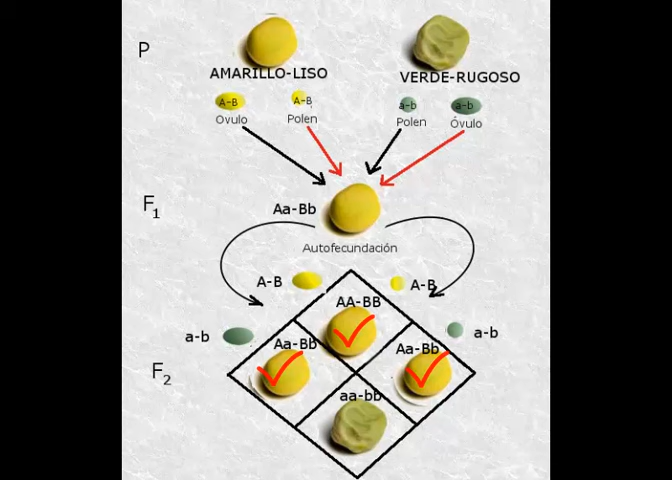 P
AMARILLO-LISO
VERDE-RUGOSO
A-B
A-B
a-b
a-b
Óvulo
Polen
Polen
Óvulo
F1
Aa-Bb
Autofecundación
A-B
A-B
AA-BB
a-b
a-b
Aa-Bb
Aa-Bb
F2
aa-bb